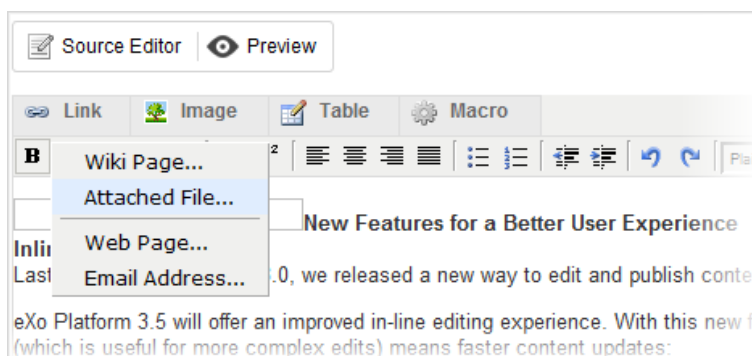 Source Editor Preview
Link Image Table Macro
B 2
Wiki Page...
Attached File...
Web Page...
Email Address...
New Features for a Better User Experience
Inli
Last .0, we released a new way to edit and publish conte
eXo Platform 3.5 will offer an improved in-line editing experience. With this new f
(which is useful for more complex edits) means faster content updates: